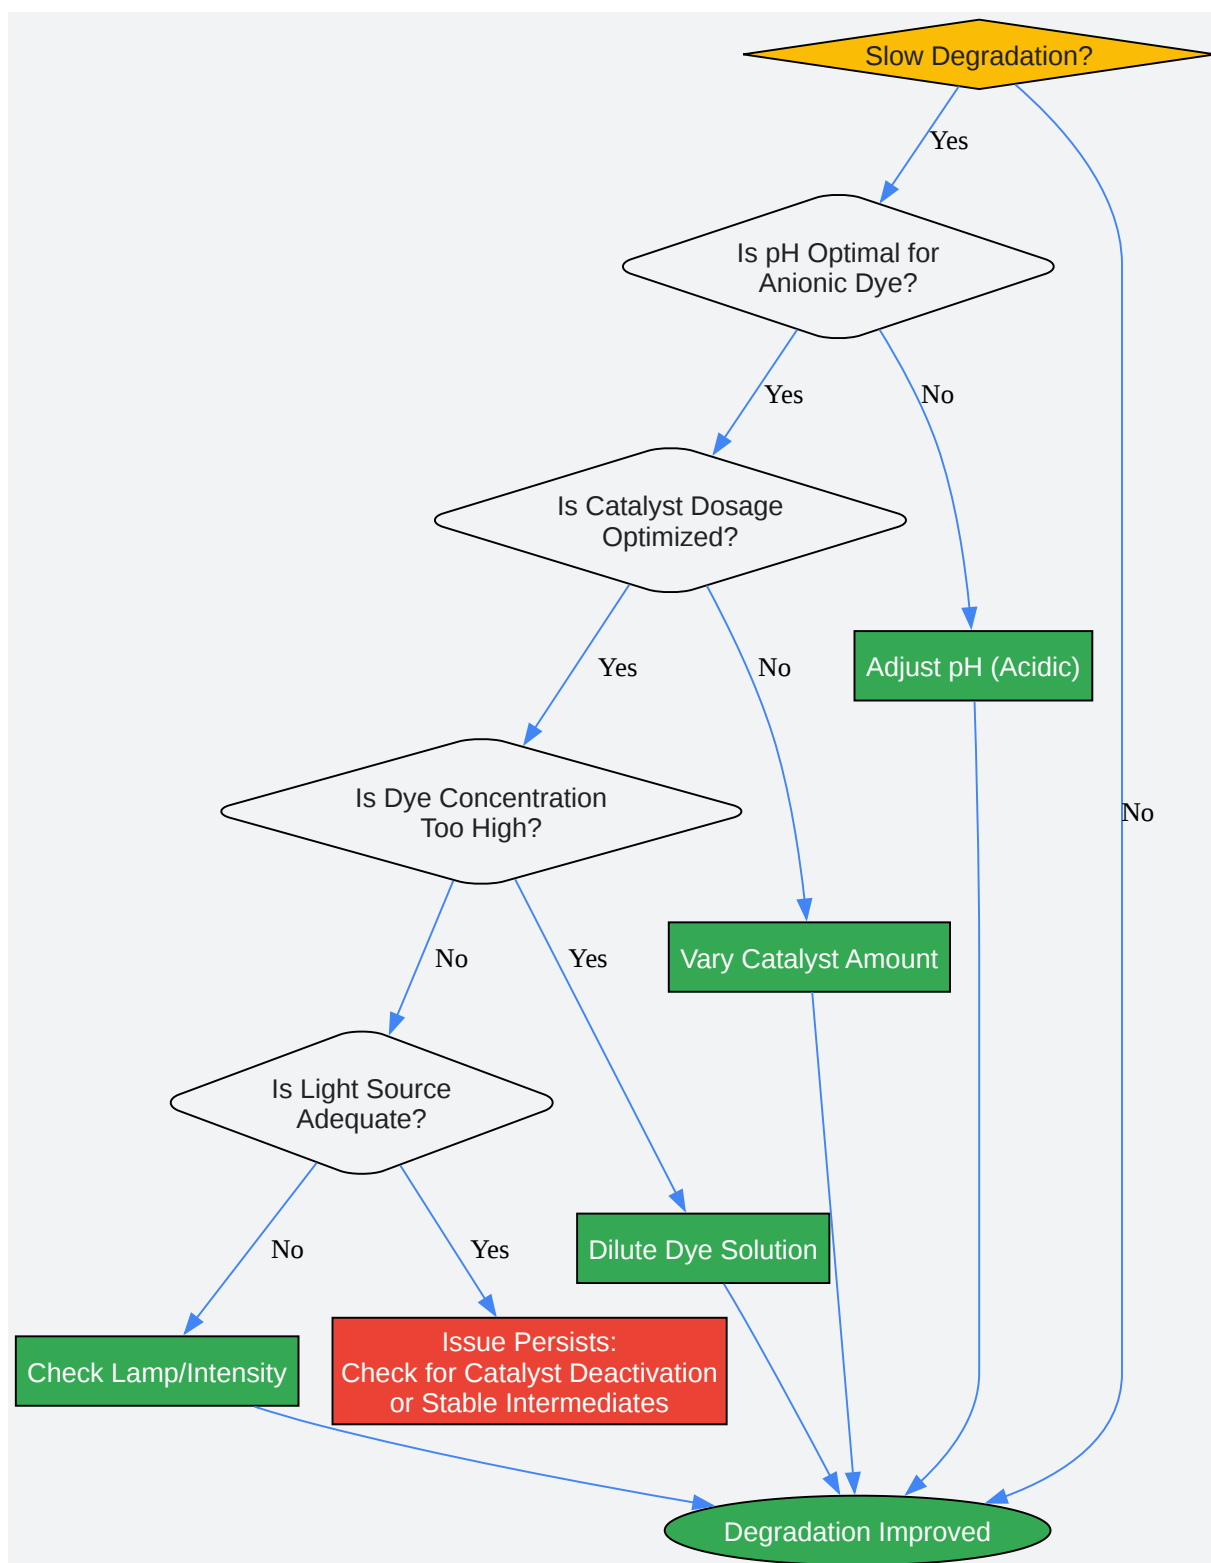 Slow Degradation?
Yes
Is pH Optimal for
Anionic Dye?
Yes
No
Is Catalyst Dosage
Optimized?
Yes
No
Adjust pH (Acidic)
Is Dye Concentration
Too High?
No
No
Yes
Vary Catalyst Amount
Is Light Source
Adequate?
No
Yes
Dilute Dye Solution
Check Lamp/Intensity
Issue Persists:
Check for Catalyst Deactivation
or Stable Intermediates
Degradation Improved